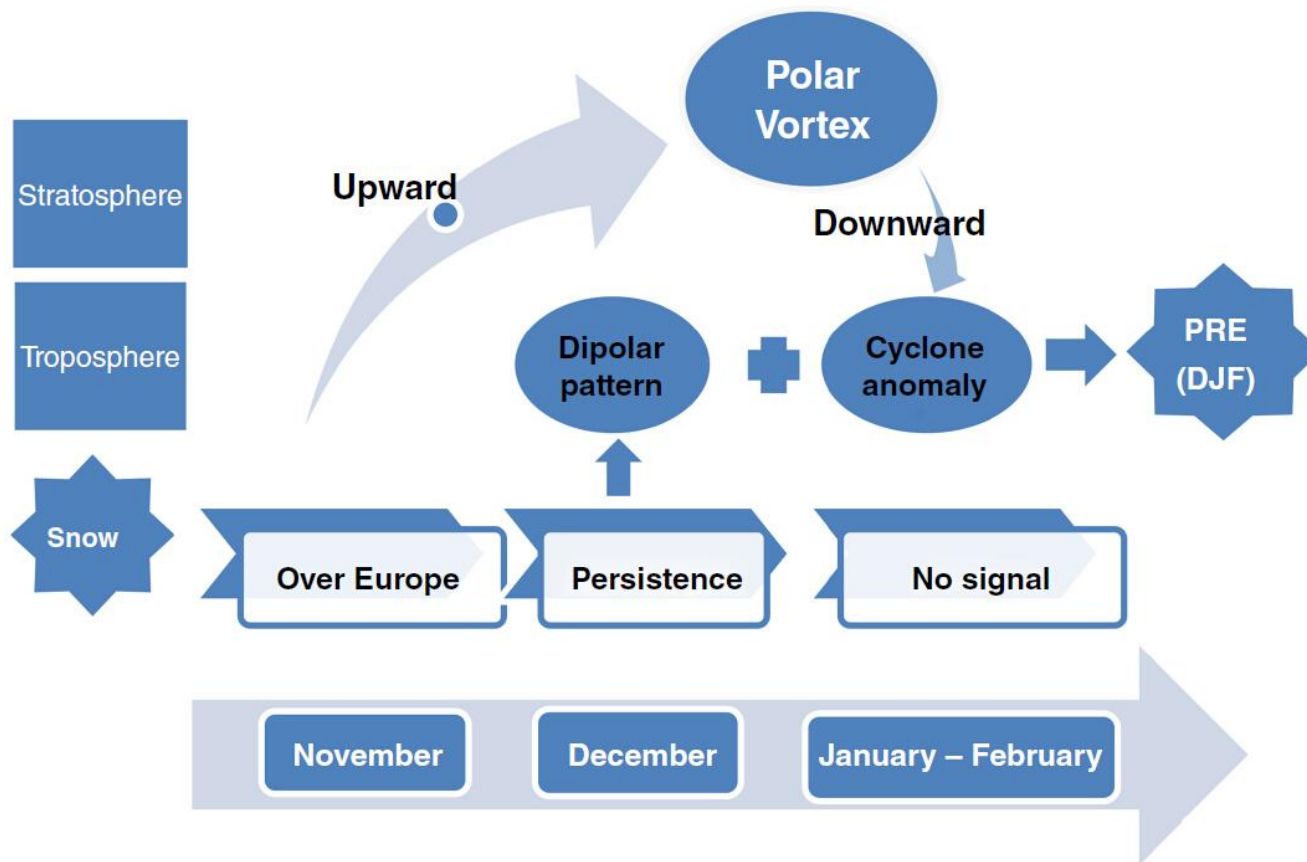 Polar
Vortex
Stratosphere
Upward
Downward
Troposphere
Dipolar
pattern
Cyclone
anomaly
PRE
(DJF)
Snow
Over Europe
Persistence
No signal
November
December
January – February